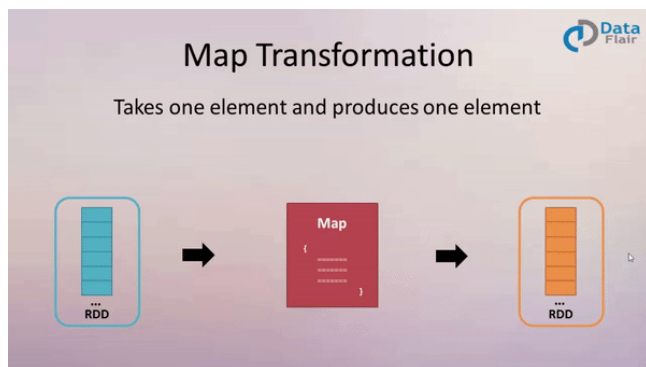 Data
Flair
Map Transformation
Takes one element and produces one element
Map
{
=======
=======
=======
}
...
RDD
...
RDD